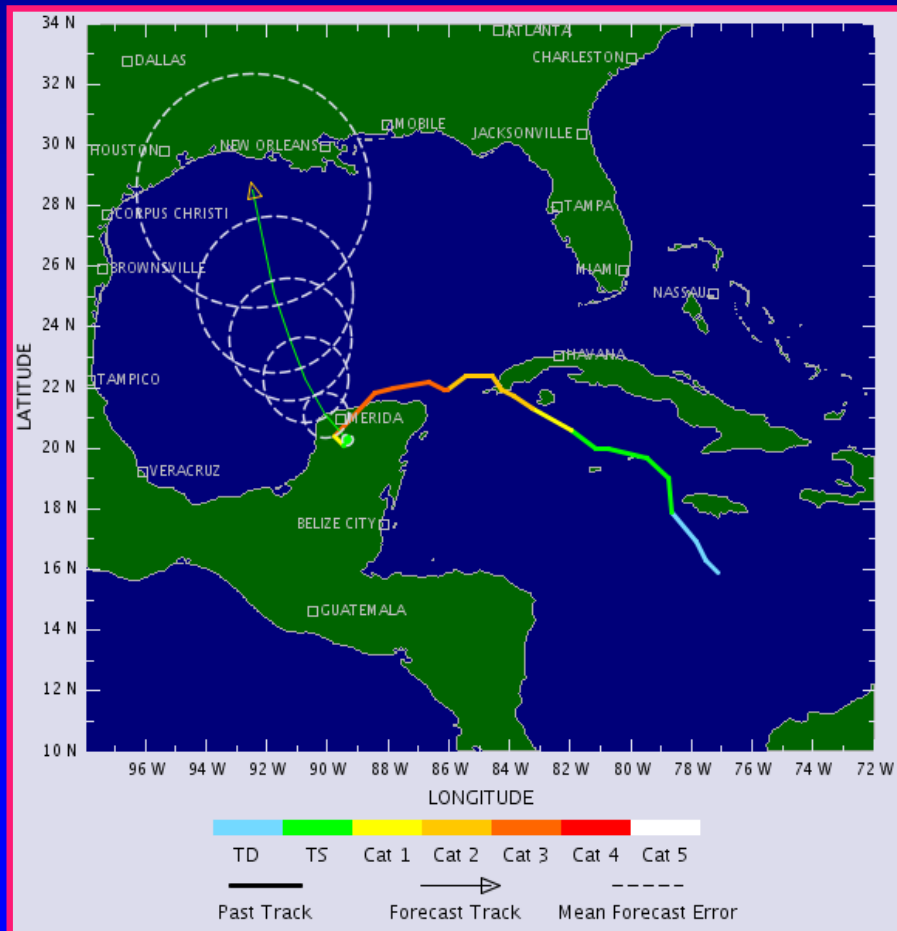 34 N
32 N
30 N
28 N
26 N
24 N
22 N
20 N
18 N
16 N
14 N
12 N
10 N
LATITUDE
ATLANTA
DALLAS
CHARLESTON
MOBILE
JACKSONVILLE
HOUSTON
NEW ORLEANS
CORPUS CHRISTI
TAMPA
BROWNSVILLE
MIAMI
NASSAU
HAVANA
TAMPICO
MERIDA
VERACRUZ
BELIZE CITY
GUATEMALA
96 W 94 W 92 W 90 W 88 W 86 W 84 W 82 W 80 W 78 W 76 W 74 W 72 W
LONGITUDE
TD TS Cat 1 Cat 2 Cat 3 Cat 4 Cat 5
Past Track Forecast Track Mean Forecast Error